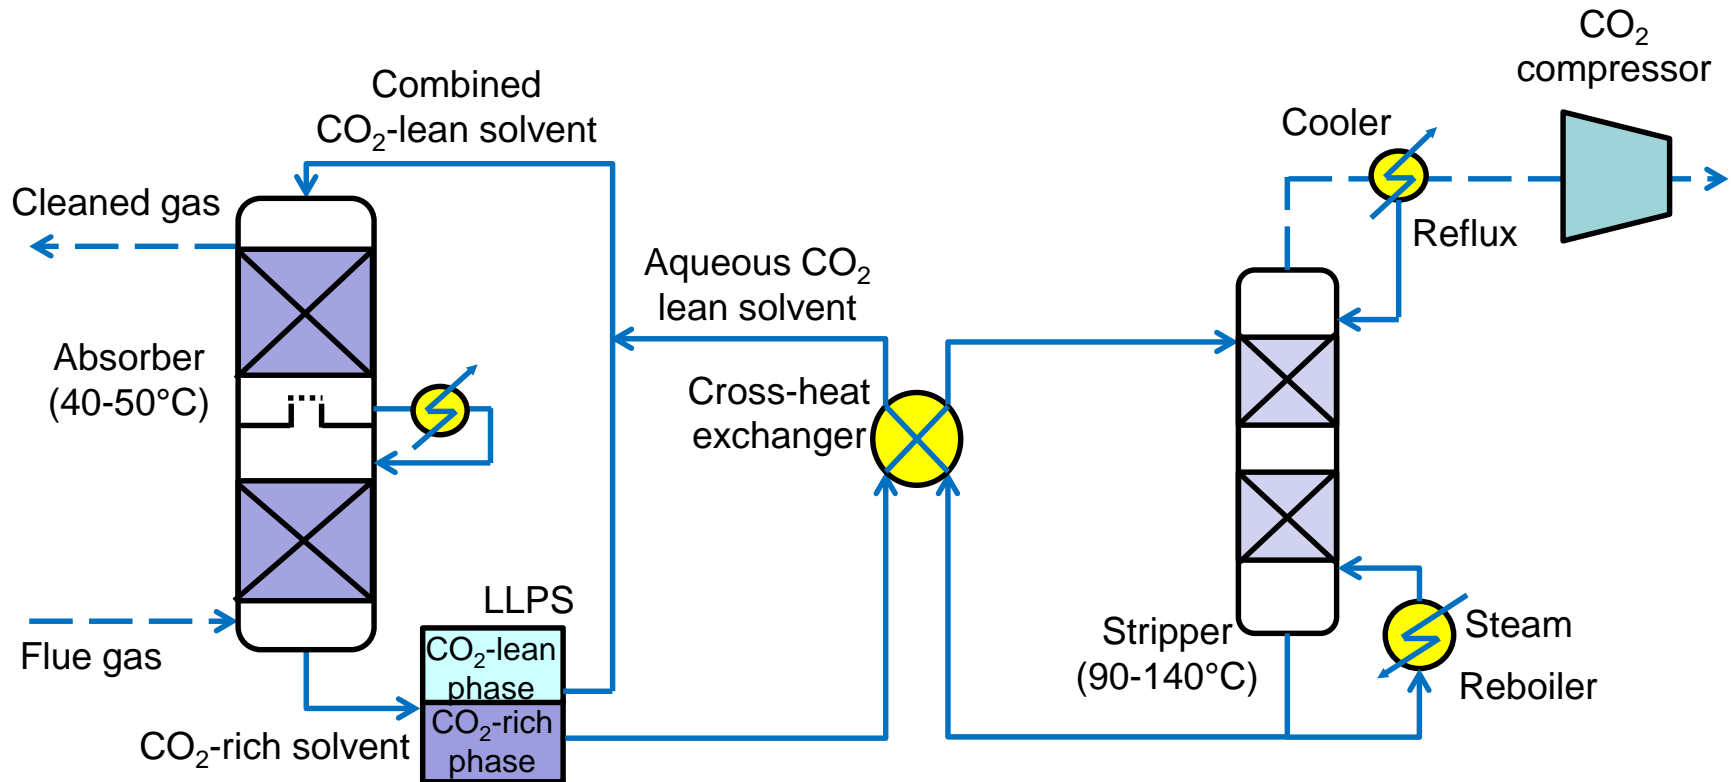 CO₂
compressor
Combined
CO₂-lean solvent
Cooler
Cleaned gas
Reflux
Aqueous CO₂
lean solvent
Absorber
(40-50°C)
Cross-heat
exchanger
LLPS
Flue gas
CO₂-lean
phase
CO₂-rich
phase
CO₂-rich solvent
Stripper
(90-140°C)
Steam
Reboiler